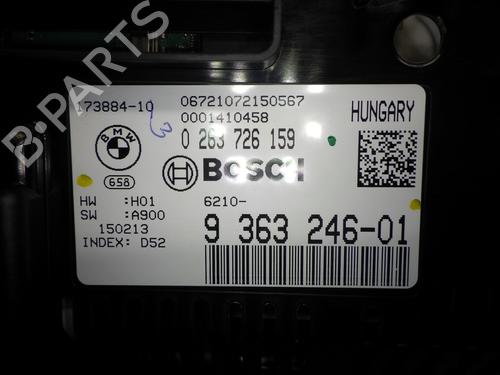 173884-10
06721072150567
0001410458
HUNGARY
0 263 726 159
BMW
BOSCH
658
HW :H01
SW :A900
150213
INDEX: D52
6210-
9 363 246-01
B-PARTS